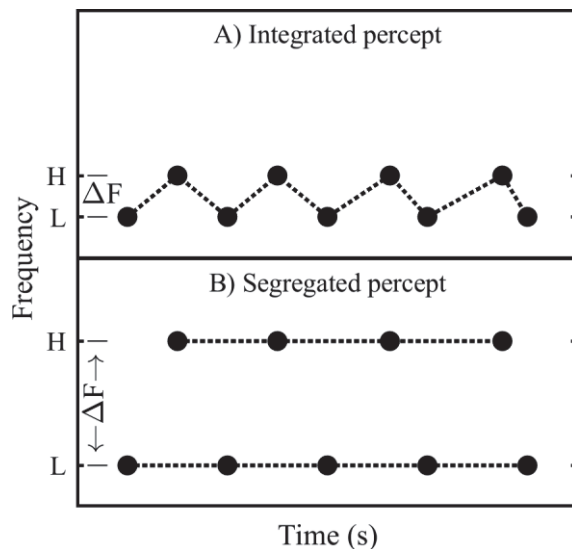 A) Integrated percept
H
ΔF
L
Frequency
B) Segregated percept
H
←ΔF→
L
Time (s)